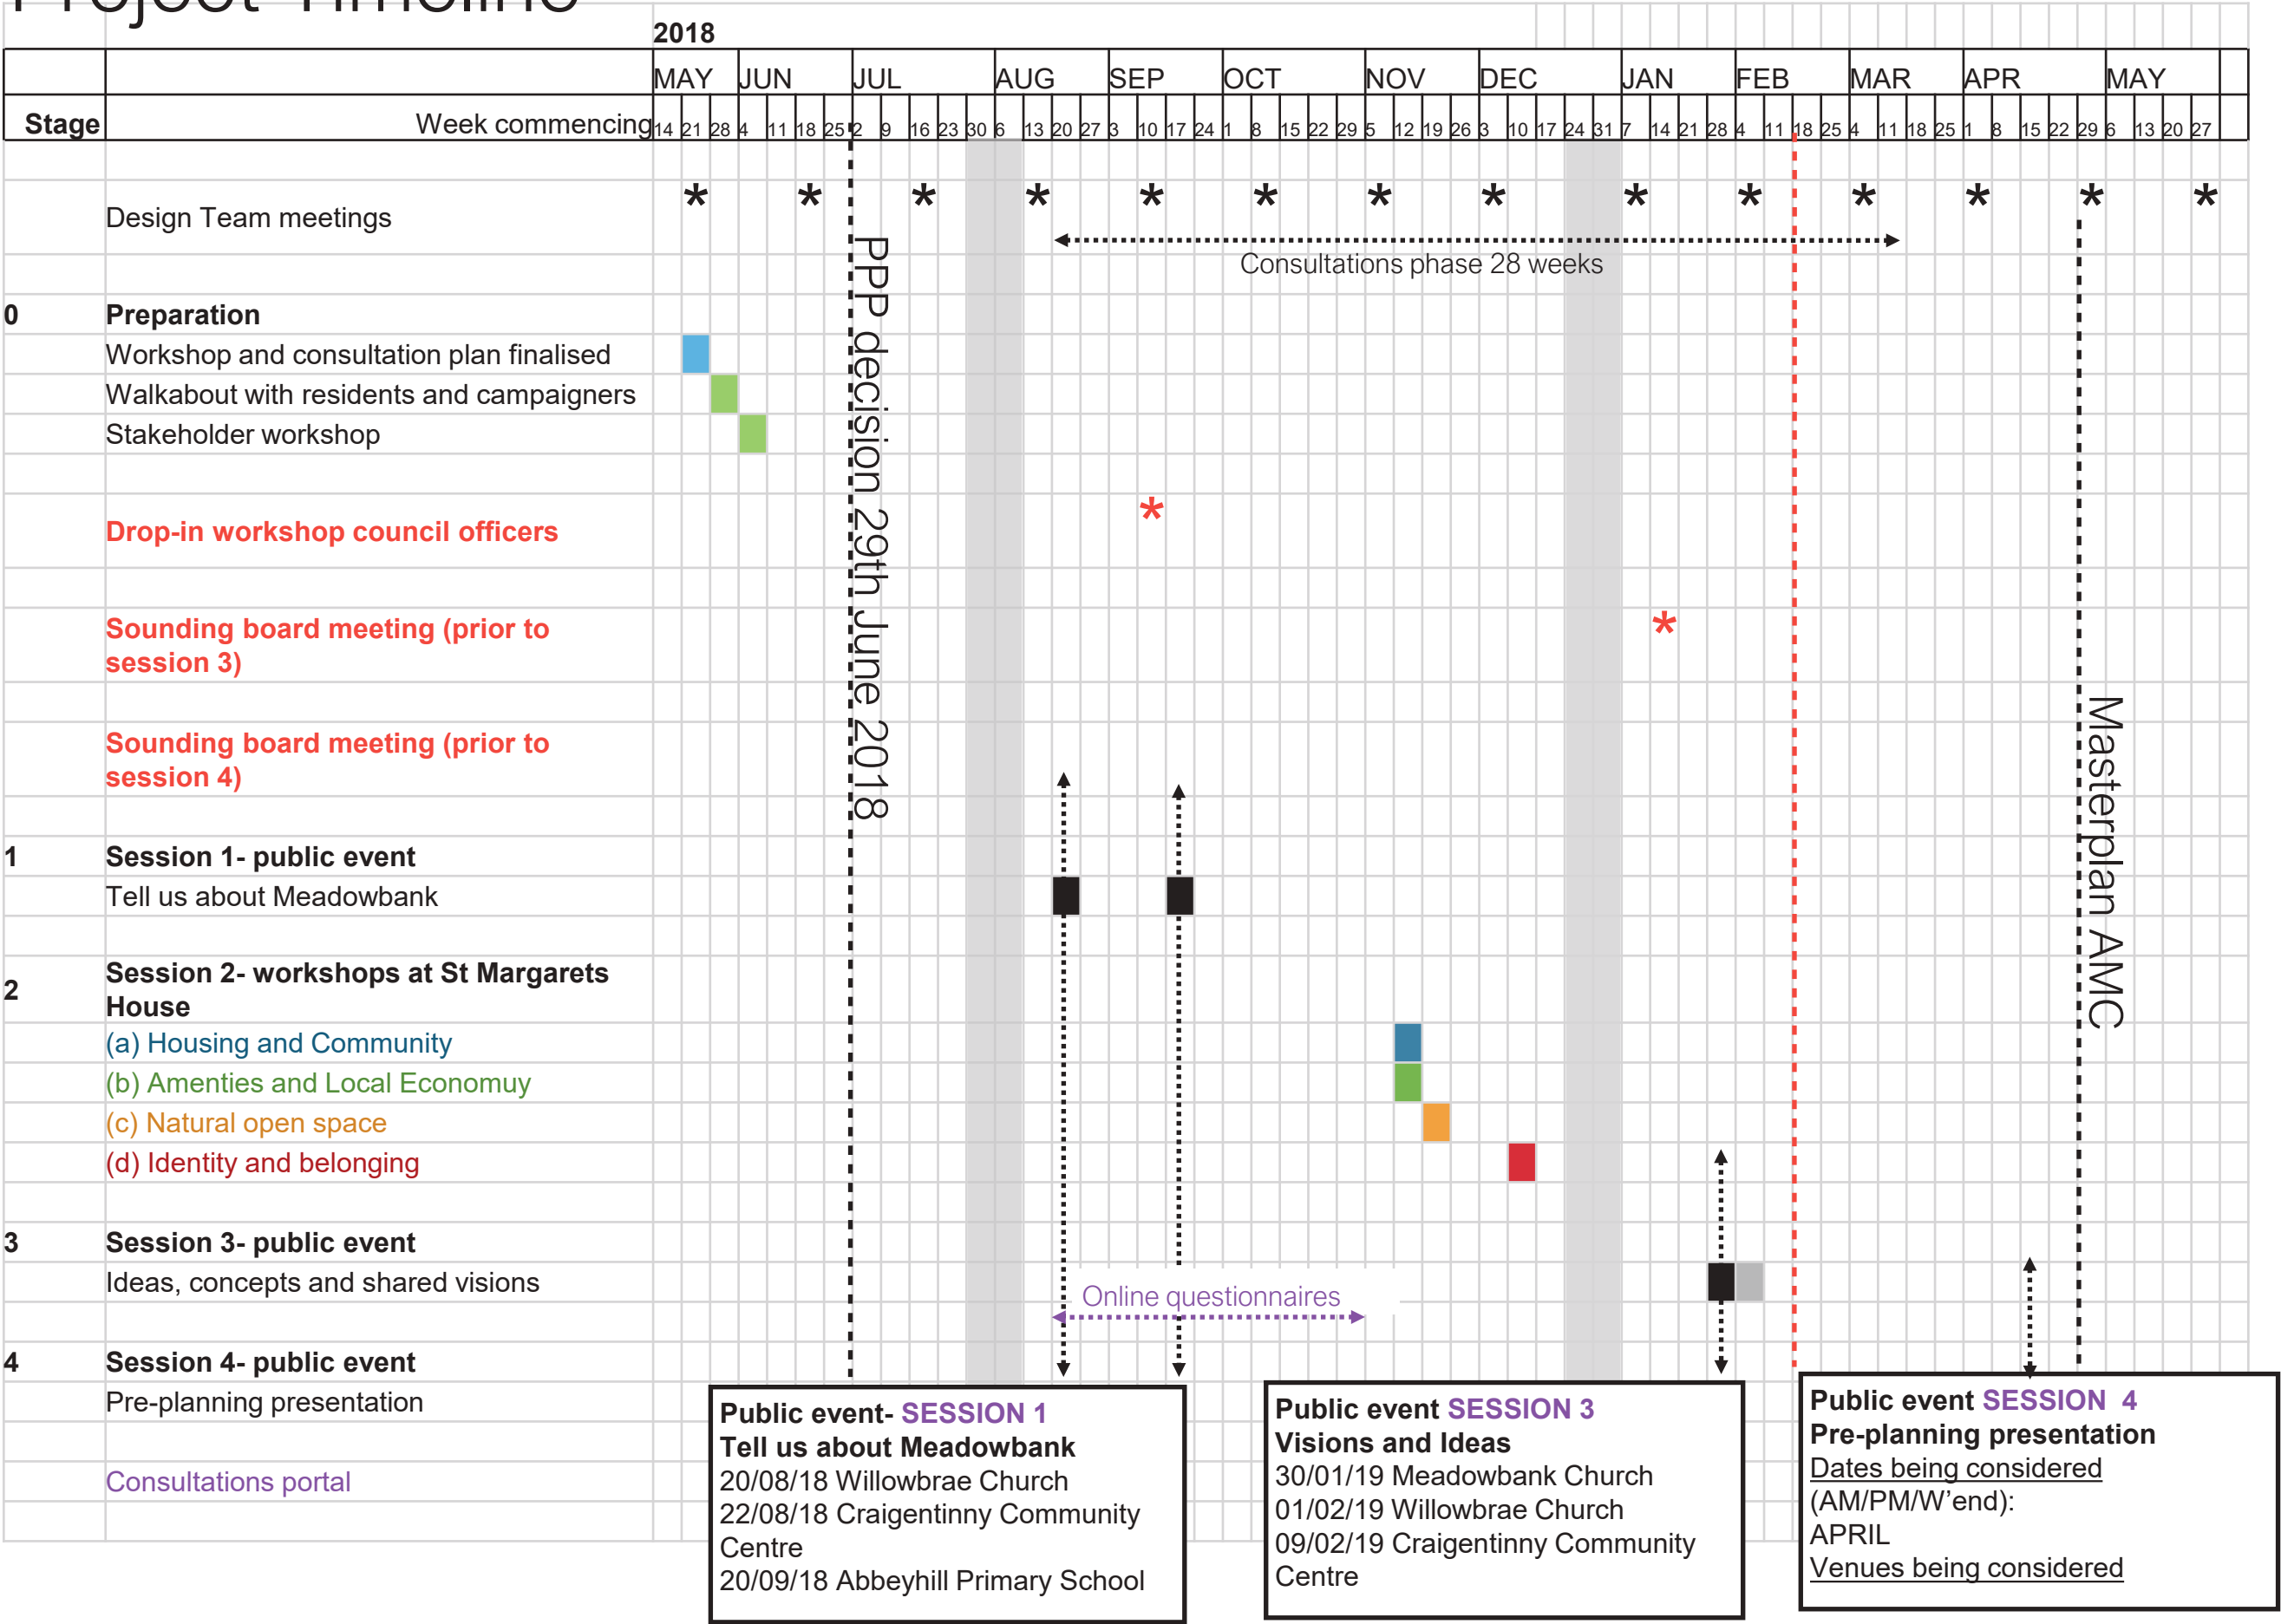 Project Timeline
2018
MAY JUN JUL AUG SEP OCT NOV DEC JAN FEB MAR APR MAY
Stage Week commencing 14 21 28 4 11 18 25 2 9 16 23 30 6 13 20 27 3 10 17 24 1 8 15 22 29 5 12 19 26 3 10 17 24 31 7 14 21 28 4 11 18 25 4 11 18 25 1 8 15 22 29 6 13 20 27
Design Team meetings * * * * * * * * * * * * * *
Consultations phase 28 weeks
PPP decision 29th June 2018
0 Preparation
Workshop and consultation plan finalised
Walkabout with residents and campaigners
Stakeholder workshop
Drop-in workshop council officers *
Sounding board meeting (prior to
session 3) *
Sounding board meeting (prior to
session 4)
Masterplan AMC
1 Session 1- public event
Tell us about Meadowbank
2 Session 2- workshops at St Margarets
House
(a) Housing and Community
(b) Amenties and Local Economuy
(c) Natural open space
(d) Identity and belonging
3 Session 3- public event
Ideas, concepts and shared visions
Online questionnaires
4 Session 4- public event
Pre-planning presentation
Consultations portal
Public event- SESSION 1
Tell us about Meadowbank
20/08/18 Willowbrae Church
22/08/18 Craigentinny Community
Centre
20/09/18 Abbeyhill Primary School
Public event SESSION 3
Visions and Ideas
30/01/19 Meadowbank Church
01/02/19 Willowbrae Church
09/02/19 Craigentinny Community
Centre
Public event SESSION 4
Pre-planning presentation
Dates being considered
(AM/PM/W’end):
APRIL
Venues being considered